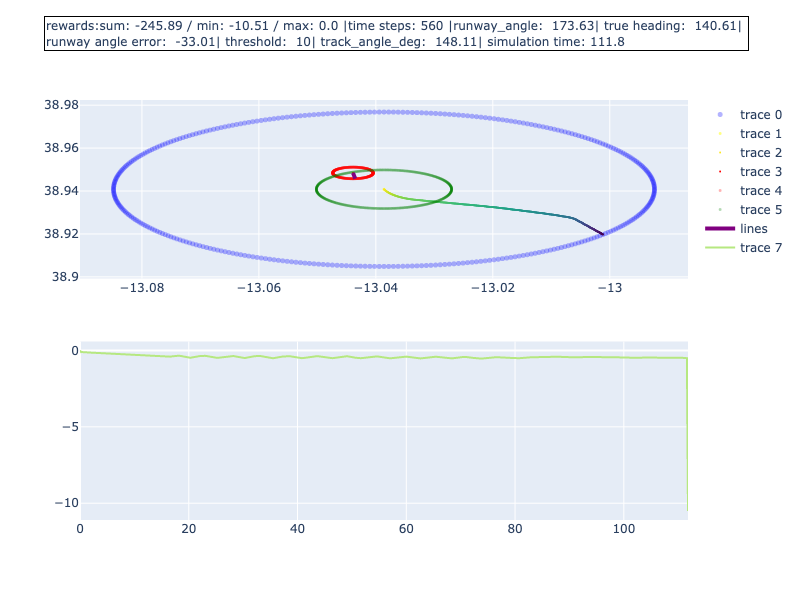 rewards:sum: -245.89 / min: -10.51 / max: 0.0 |time steps: 560 |runway_angle:  173.63| true heading:  140.61|
runway angle error:  -33.01| threshold:  10| track_angle_deg:  148.11| simulation time: 111.8
38.98
38.96
38.94
38.92
38.9
−13.08
−13.06
−13.04
−13.02
−13
trace 0
trace 1
trace 2
trace 3
trace 4
trace 5
lines
trace 7
0
−5
−10
0
20
40
60
80
100